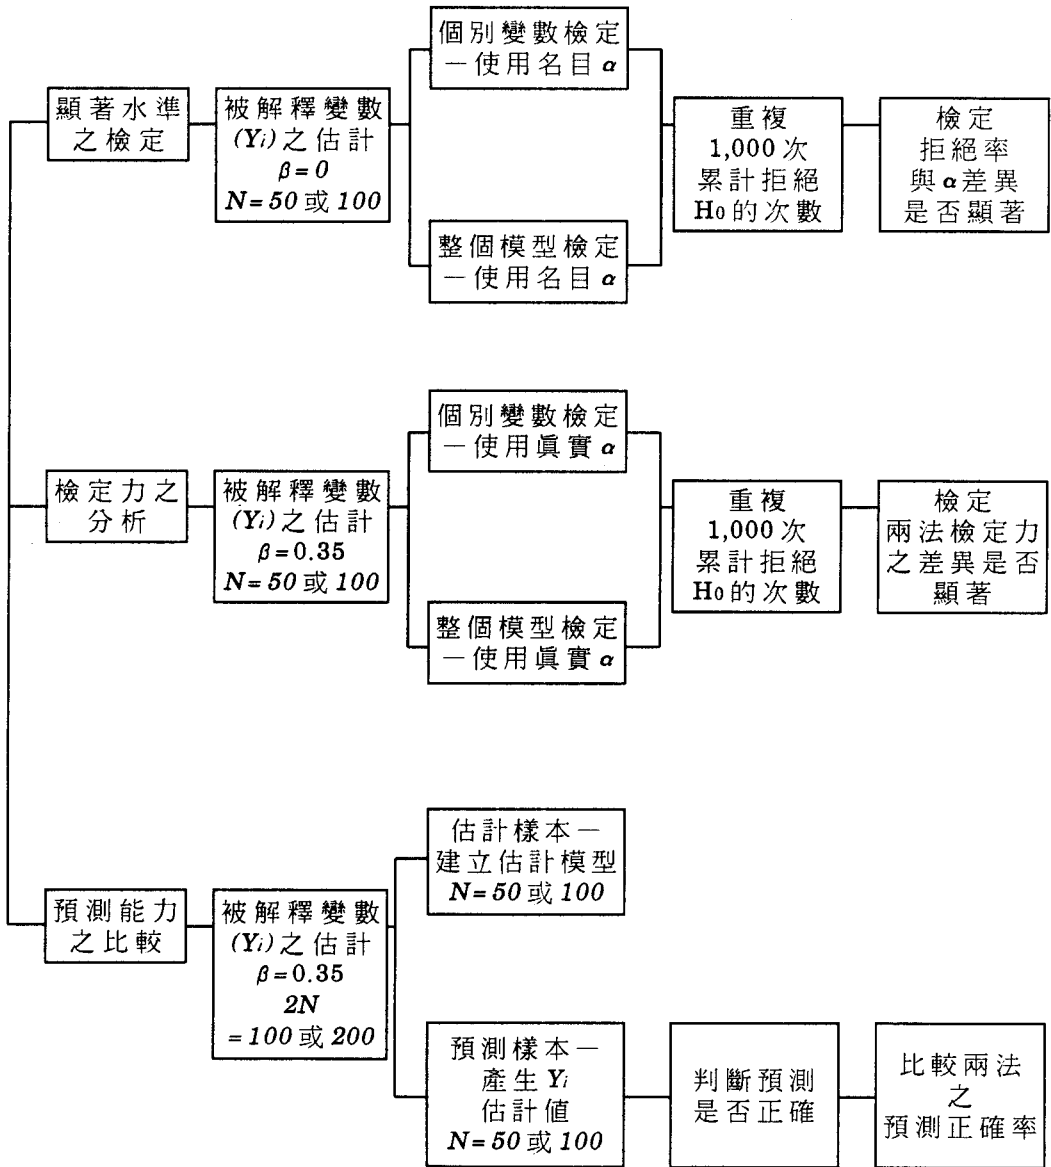 個別變數檢定
—使用名目α
顯著水準
之檢定
被解釋變數
(Yi)之估計
β=0
N=50或100
重複
1,000次
累計拒絕
H0的次數
檢定
拒絕率
與α差異
是否顯著
整個模型檢定
—使用名目α
個別變數檢定
—使用眞實α
檢定力之
分析
被解釋變數
(Yi)之估計
β=0.35
N=50或100
重複
1,000次
累計拒絕
H0的次數
檢定
兩法檢定力
之差異是否
顯著
整個模型檢定
—使用眞實α
估計樣本—
建立估計模型
N=50或100
預測能力
之比較
被解釋變數
(Yi)之估計
β=0.35
2N
=100或200
預測樣本—
產生Yi
估計値
N=50或100
判斷預測
是否正確
比較兩法
之
預測正確率